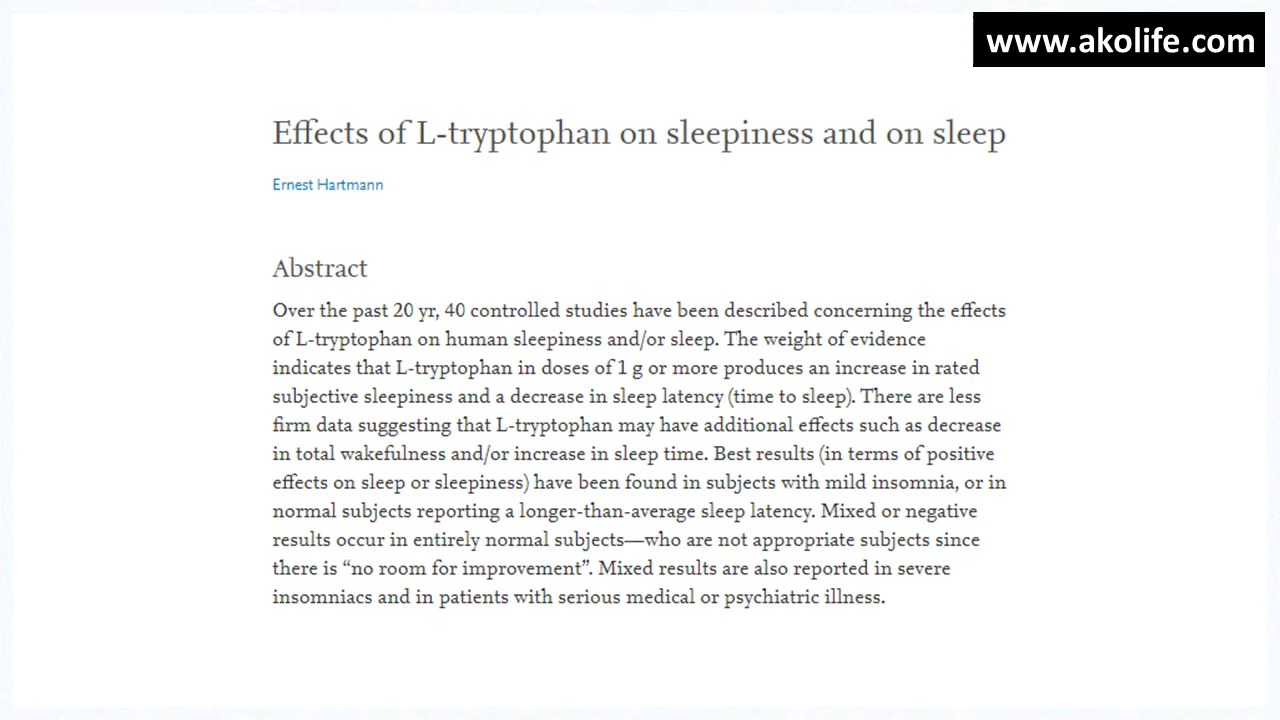 www.akolife.com
Effects of L-tryptophan on sleepiness and on sleep
Ernest Hartmann
Abstract
Over the past 20 yr, 40 controlled studies have been described concerning the effects
of L-tryptophan on human sleepiness and/or sleep. The weight of evidence
indicates that L-tryptophan in doses of 1 g or more produces an increase in rated
subjective sleepiness and a decrease in sleep latency (time to sleep). There are less
firm data suggesting that L-tryptophan may have additional effects such as decrease
in total wakefulness and/or increase in sleep time. Best results (in terms of positive
effects on sleep or sleepiness) have been found in subjects with mild insomnia, or in
normal subjects reporting a longer-than-average sleep latency. Mixed or negative
results occur in entirely normal subjects—who are not appropriate subjects since
there is “no room for improvement”. Mixed results are also reported in severe
insomniacs and in patients with serious medical or psychiatric illness.